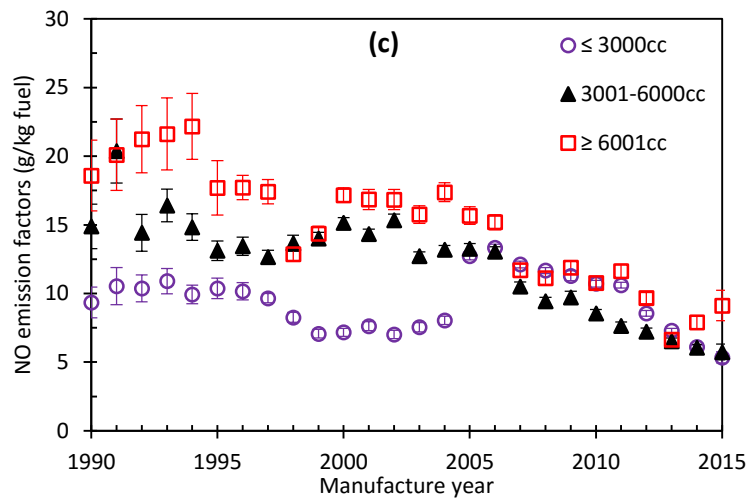 (c)
≤ 3000cc
3001-6000cc
≥ 6001cc
NO emission factors (g/kg fuel)
30
25
20
15
10
5
0
1990 1995 2000 2005 2010 2015
Manufacture year